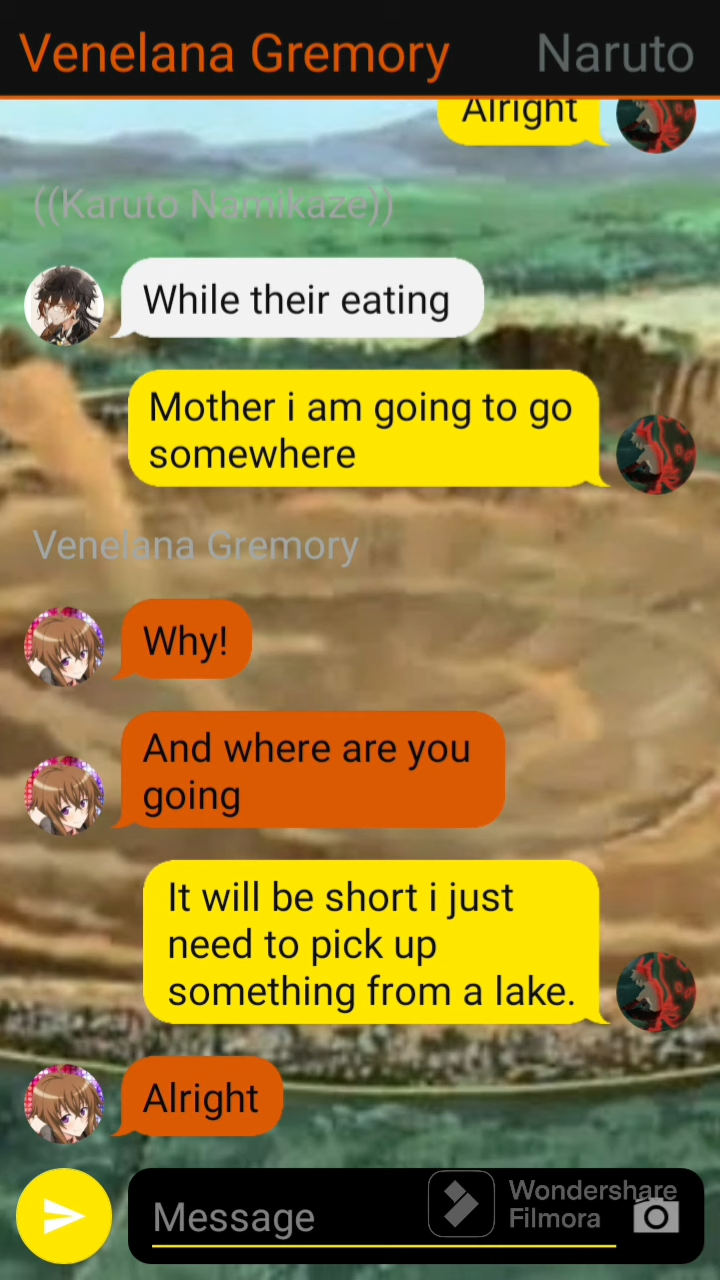 Venelana Gremory Naruto
Alright
((Karuto Namikaze))
While their eating
Mother i am going to go
somewhere
Venelana Gremory
Why!
And where are you
going
It will be short i just
need to pick up
something from a lake.
Alright
Message
Wondershare
Filmora